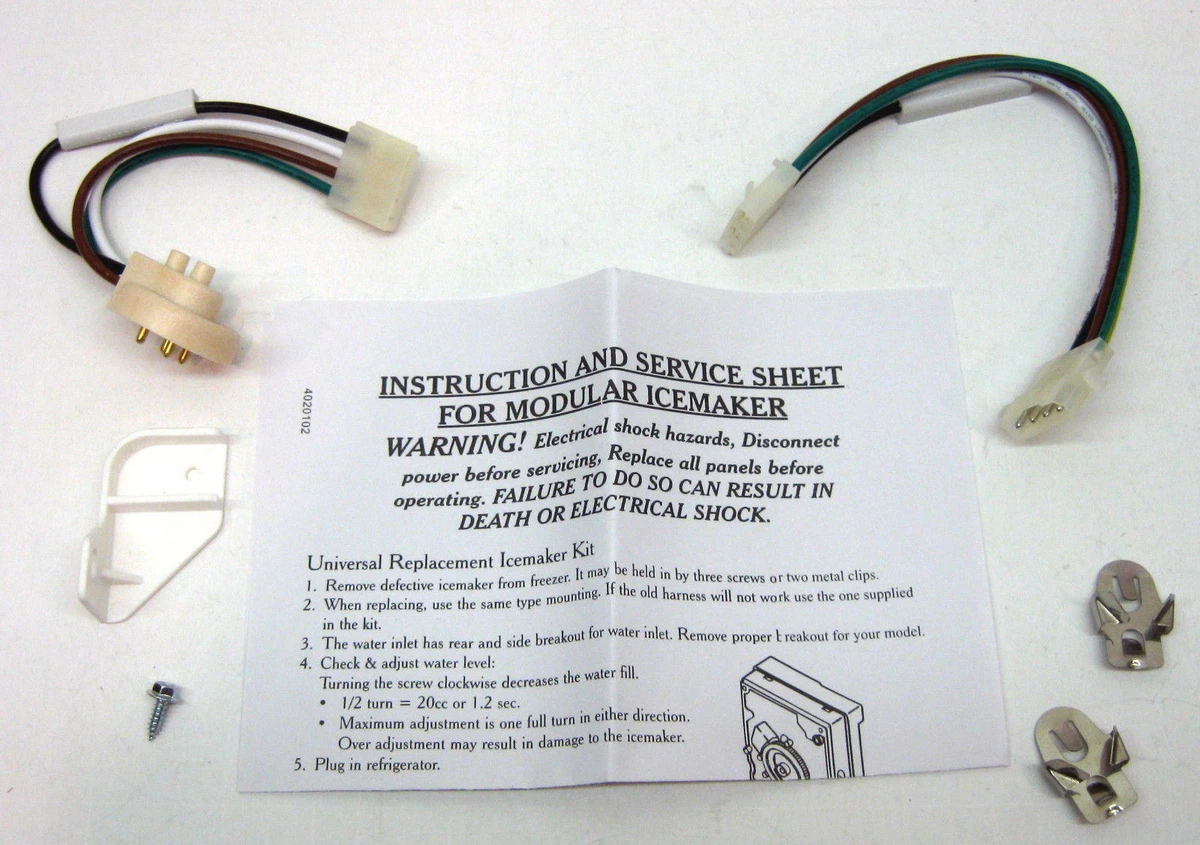 4020102
INSTRUCTION AND SERVICE SHEET
FOR MODULAR ICEMAKER
WARNING! Electrical shock hazards, Disconnect
power before servicing, Replace all panels before
operating. FAILURE TO DO SO CAN RESULT IN
DEATH OR ELECTRICAL SHOCK.
Universal Replacement Icemaker Kit
1. Remove defective icemaker from freezer. It may be held in by three screws or two metal clips.
2. When replacing, use the same type mounting. If the old harness will not work use the one supplied
in the kit.
3. The water inlet has rear and side breakout for water inlet. Remove proper breakout for your model.
4. Check & adjust water level:
Turning the screw clockwise decreases the water fill.
• 1/2 turn = 20cc or 1.2 sec.
• Maximum adjustment is one full turn in either direction.
Over adjustment may result in damage to the icemaker.
5. Plug in refrigerator.